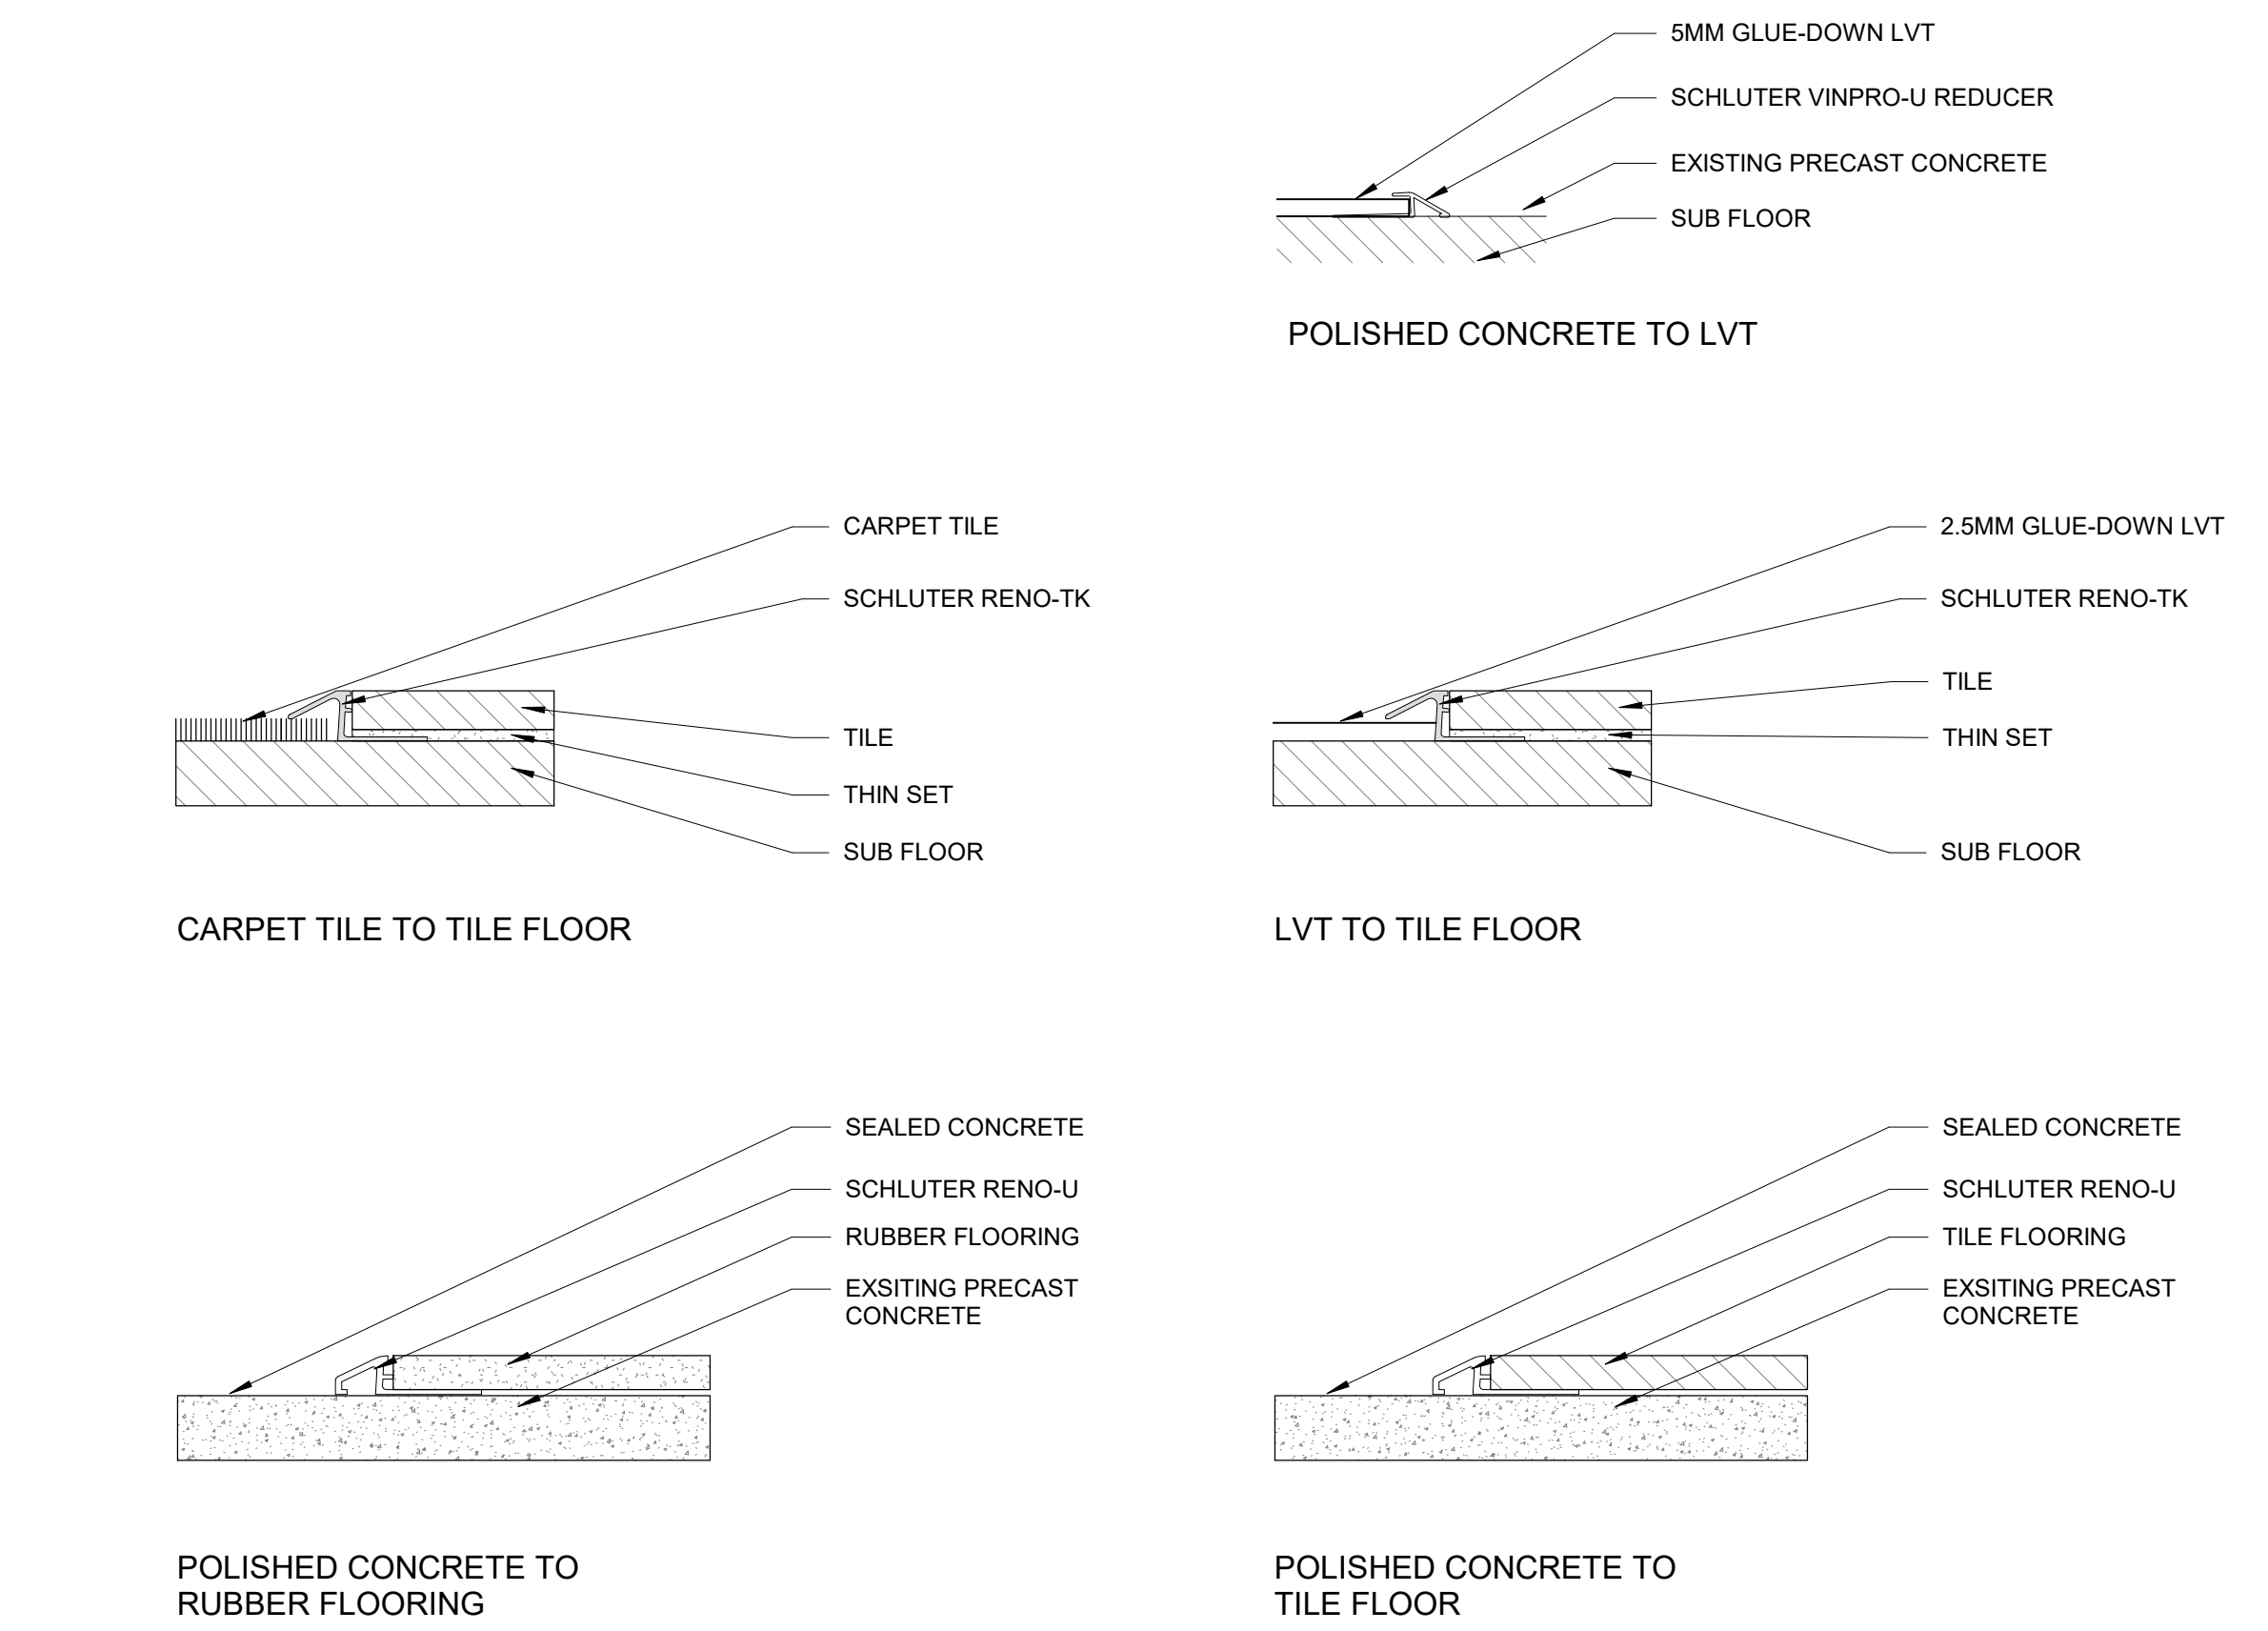 5MM GLUE-DOWN LVT
SCHLUTER VINPRO-U REDUCER
EXISTING PRECAST CONCRETE
SUB FLOOR
POLISHED CONCRETE TO LVT
CARPET TILE
SCHLUTER RENO-TK
TILE
THIN SET
SUB FLOOR
CARPET TILE TO TILE FLOOR
2.5MM GLUE-DOWN LVT
SCHLUTER RENO-TK
TILE
THIN SET
SUB FLOOR
LVT TO TILE FLOOR
SEALED CONCRETE
SCHLUTER RENO-U
RUBBER FLOORING
EXSITING PRECAST
CONCRETE
POLISHED CONCRETE TO
RUBBER FLOORING
SEALED CONCRETE
SCHLUTER RENO-U
TILE FLOORING
EXSITING PRECAST
CONCRETE
POLISHED CONCRETE TO
TILE FLOOR